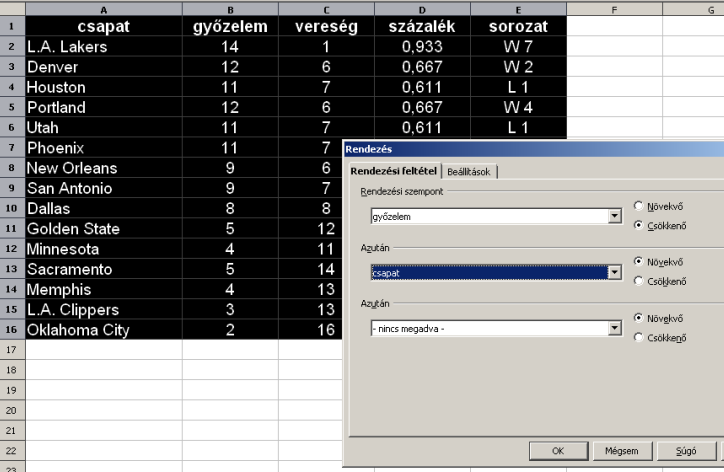 A B C D E F G
1 csapat győzelem vereség százalék sorozat
2 L.A. Lakers 14 1 0,933 W 7
3 Denver 12 6 0,667 W 2
4 Houston 11 7 0,611 L 1
5 Portland 12 6 0,667 W 4
6 Utah 11 7 0,611 L 1
7 Phoenix 11 7
8 New Orleans 9 6
9 San Antonio 9 7
10 Dallas 8 8
11 Golden State 5 12
12 Minnesota 4 11
13 Sacramento 5 14
14 Memphis 4 13
15 L.A. Clippers 3 13
16 Oklahoma City 2 16
17
18
19
20
21
22
23
Rendezés
Rendezési feltétel Beállítások
Rendezési szempont
győzelem
Növekvő
Csökkenő
Azután
csapat
Növekvő
Csökkenő
Azután
- nincs megadva -
Növekvő
Csökkenő
OK Mégsem Súgó